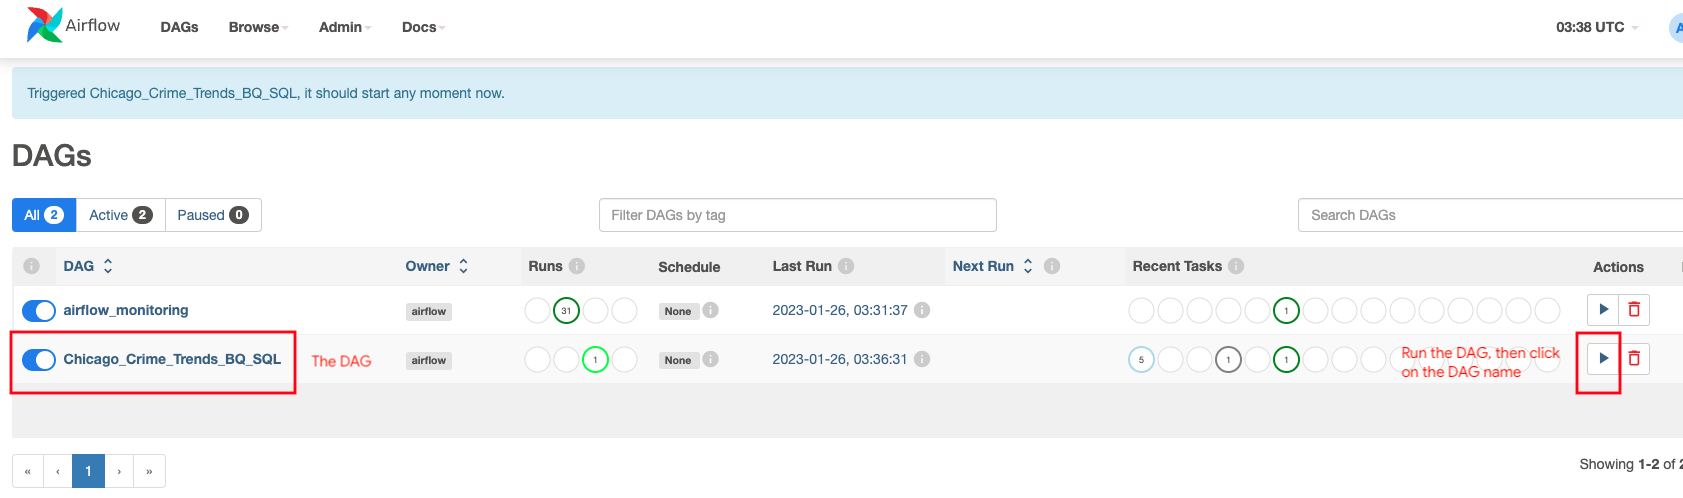 Airflow DAGs Browse Admin Docs 03:38 UTC A
Triggered Chicago_Crime_Trends_BQ_SQL, it should start any moment now.
DAGs
All 2 Active 2 Paused 0 Filter DAGs by tag Search DAGs
i DAG Owner Runs i Schedule Last Run i Next Run i Recent Tasks i Actions
airflow_monitoring airflow 31 None i 2023-01-26, 03:31:37 i 1
Chicago_Crime_Trends_BQ_SQL The DAG airflow 1 None i 2023-01-26, 03:36:31 i 5 1 1
Run the DAG, then click
on the DAG name
« ‹ 1 › »
Showing 1-2 of 2